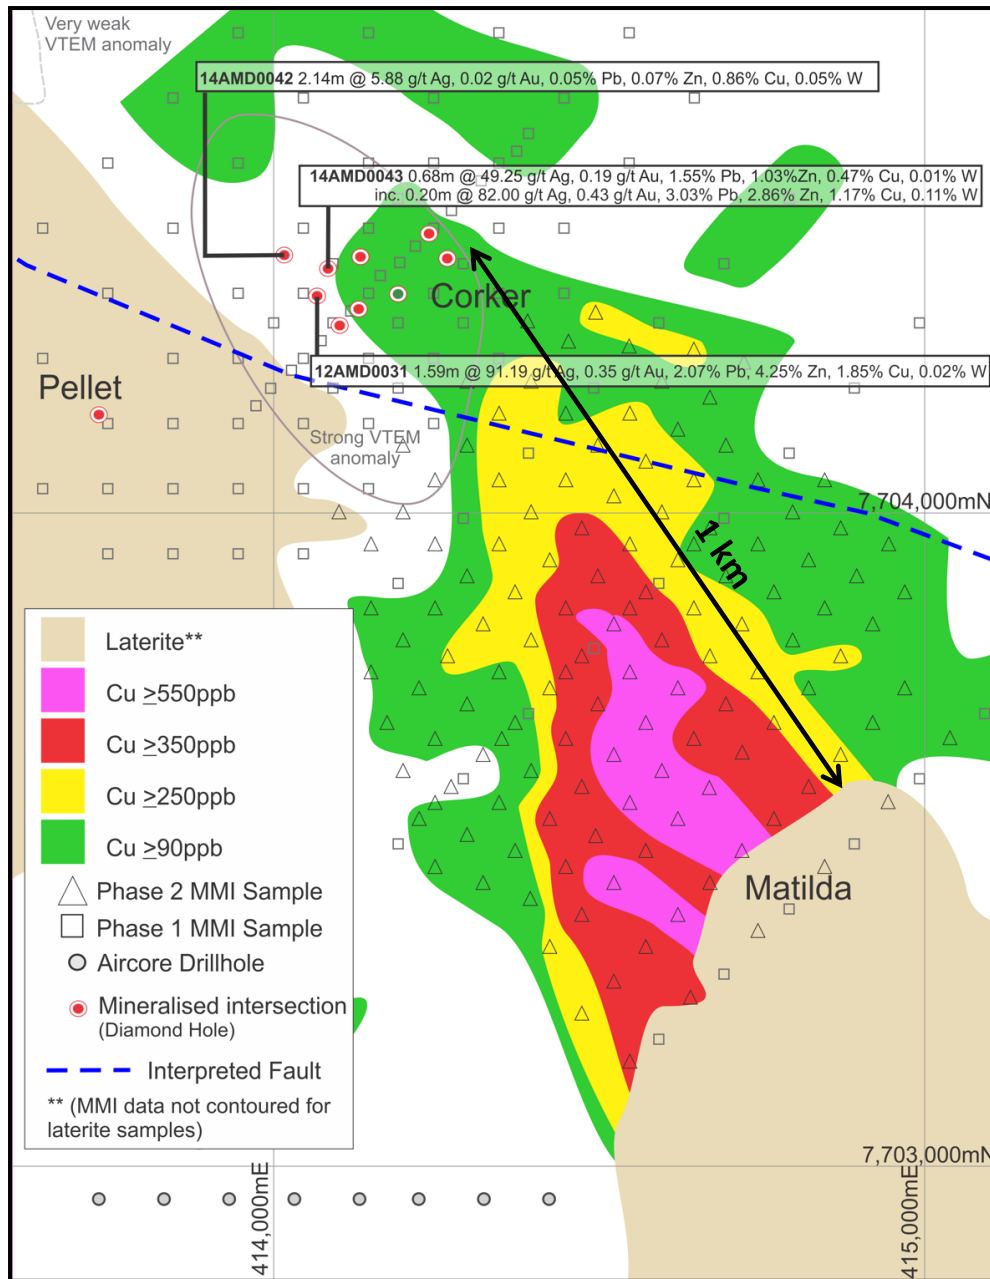 Very weak
VTEM anomaly
14AMD0042 2.14m @ 5.88 g/t Ag, 0.02 g/t Au, 0.05% Pb, 0.07% Zn, 0.86% Cu, 0.05% W
14AMD0043 0.68m @ 49.25 g/t Ag, 0.19 g/t Au, 1.55% Pb, 1.03%Zn, 0.47% Cu, 0.01% W
inc. 0.20m @ 82.00 g/t Ag, 0.43 g/t Au, 3.03% Pb, 2.86% Zn, 1.17% Cu, 0.11% W
Corker
12AMD0031 1.59m @ 91.19 g/t Ag, 0.35 g/t Au, 2.07% Pb, 4.25% Zn, 1.85% Cu, 0.02% W
Pellet
Strong VTEM
anomaly
7,704,000mN
1 km
Laterite**
Cu ≥550ppb
Cu ≥350ppb
Cu ≥250ppb
Cu ≥90ppb
Phase 2 MMI Sample
Phase 1 MMI Sample
Aircore Drillhole
Mineralised intersection
(Diamond Hole)
Interpreted Fault
** (MMI data not contoured for
laterite samples)
Matilda
7,703,000mN
414,000mE
415,000mE